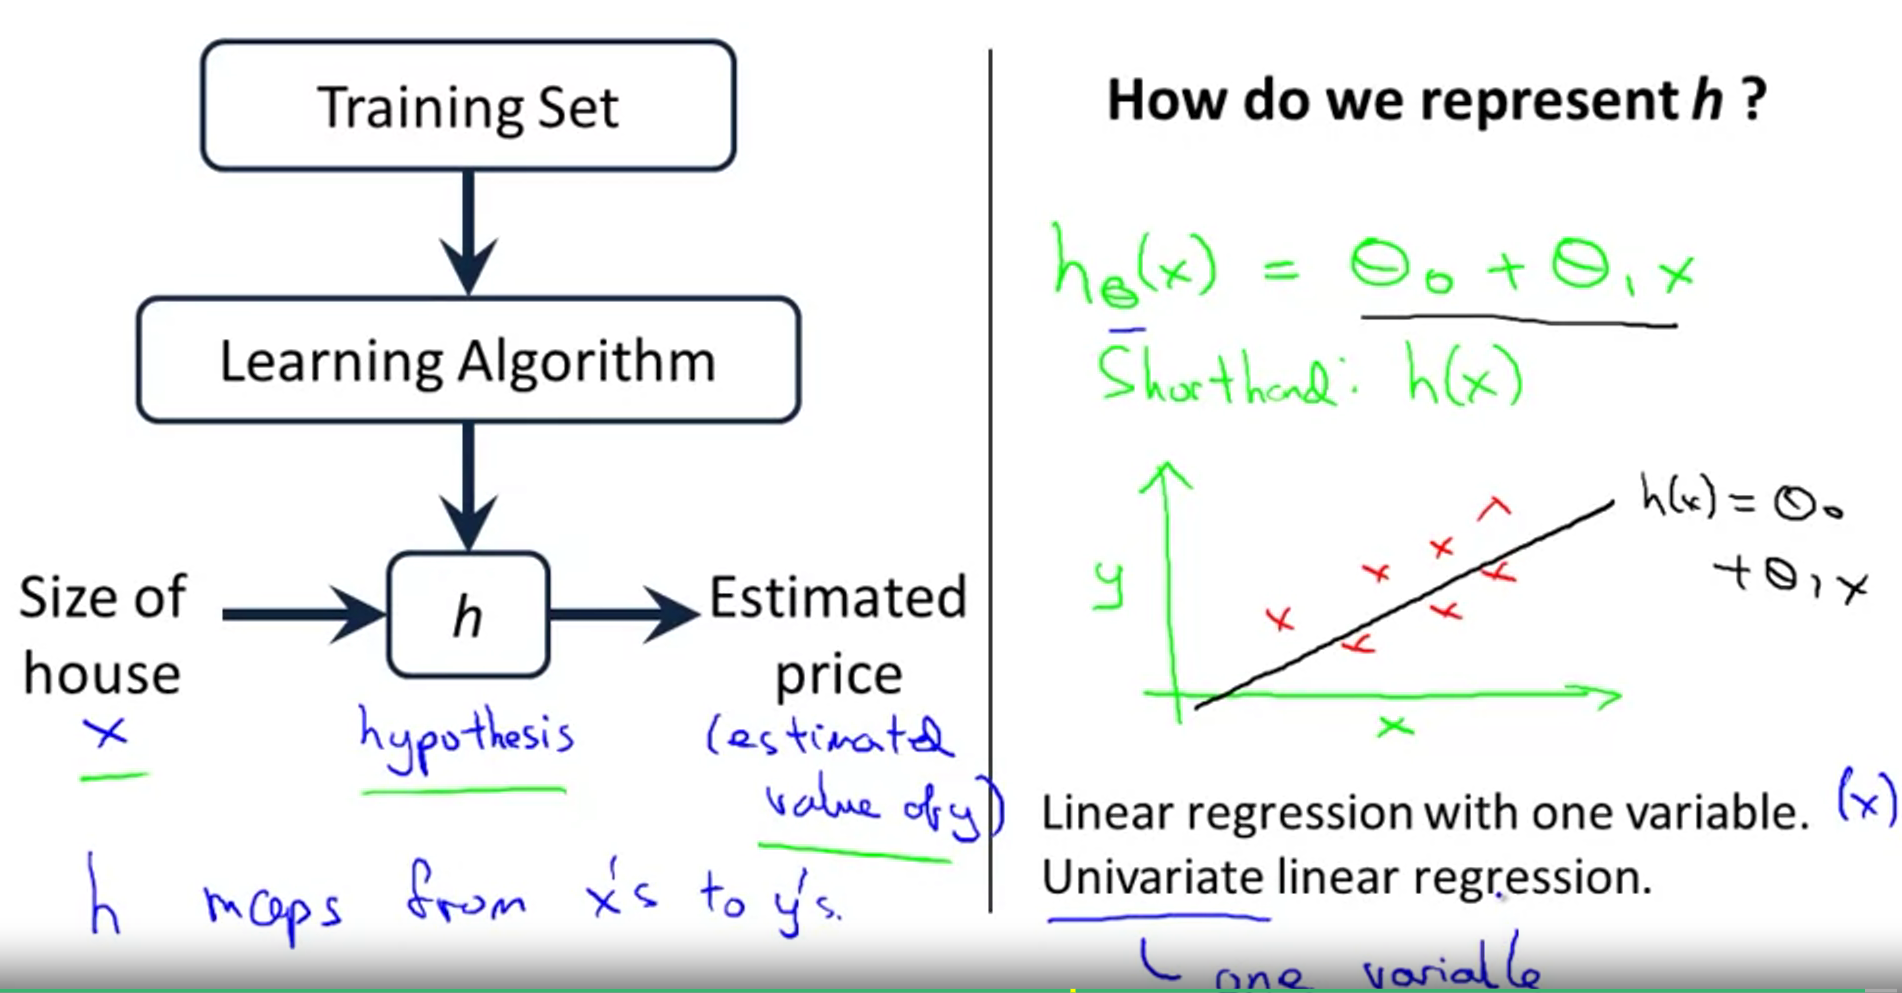 Training Set
Learning Algorithm
Size of
house
h
Estimated
price
x
hypothesis
(estimated
value of y)
h maps from x's to y's.
How do we represent h ?
hθ(x) = θ₀ + θ₁x
Shorthand: h(x)
y
x
h(x) = θ₀
+ θ₁x
Linear regression with one variable. (x)
Univariate linear regression.
one variable